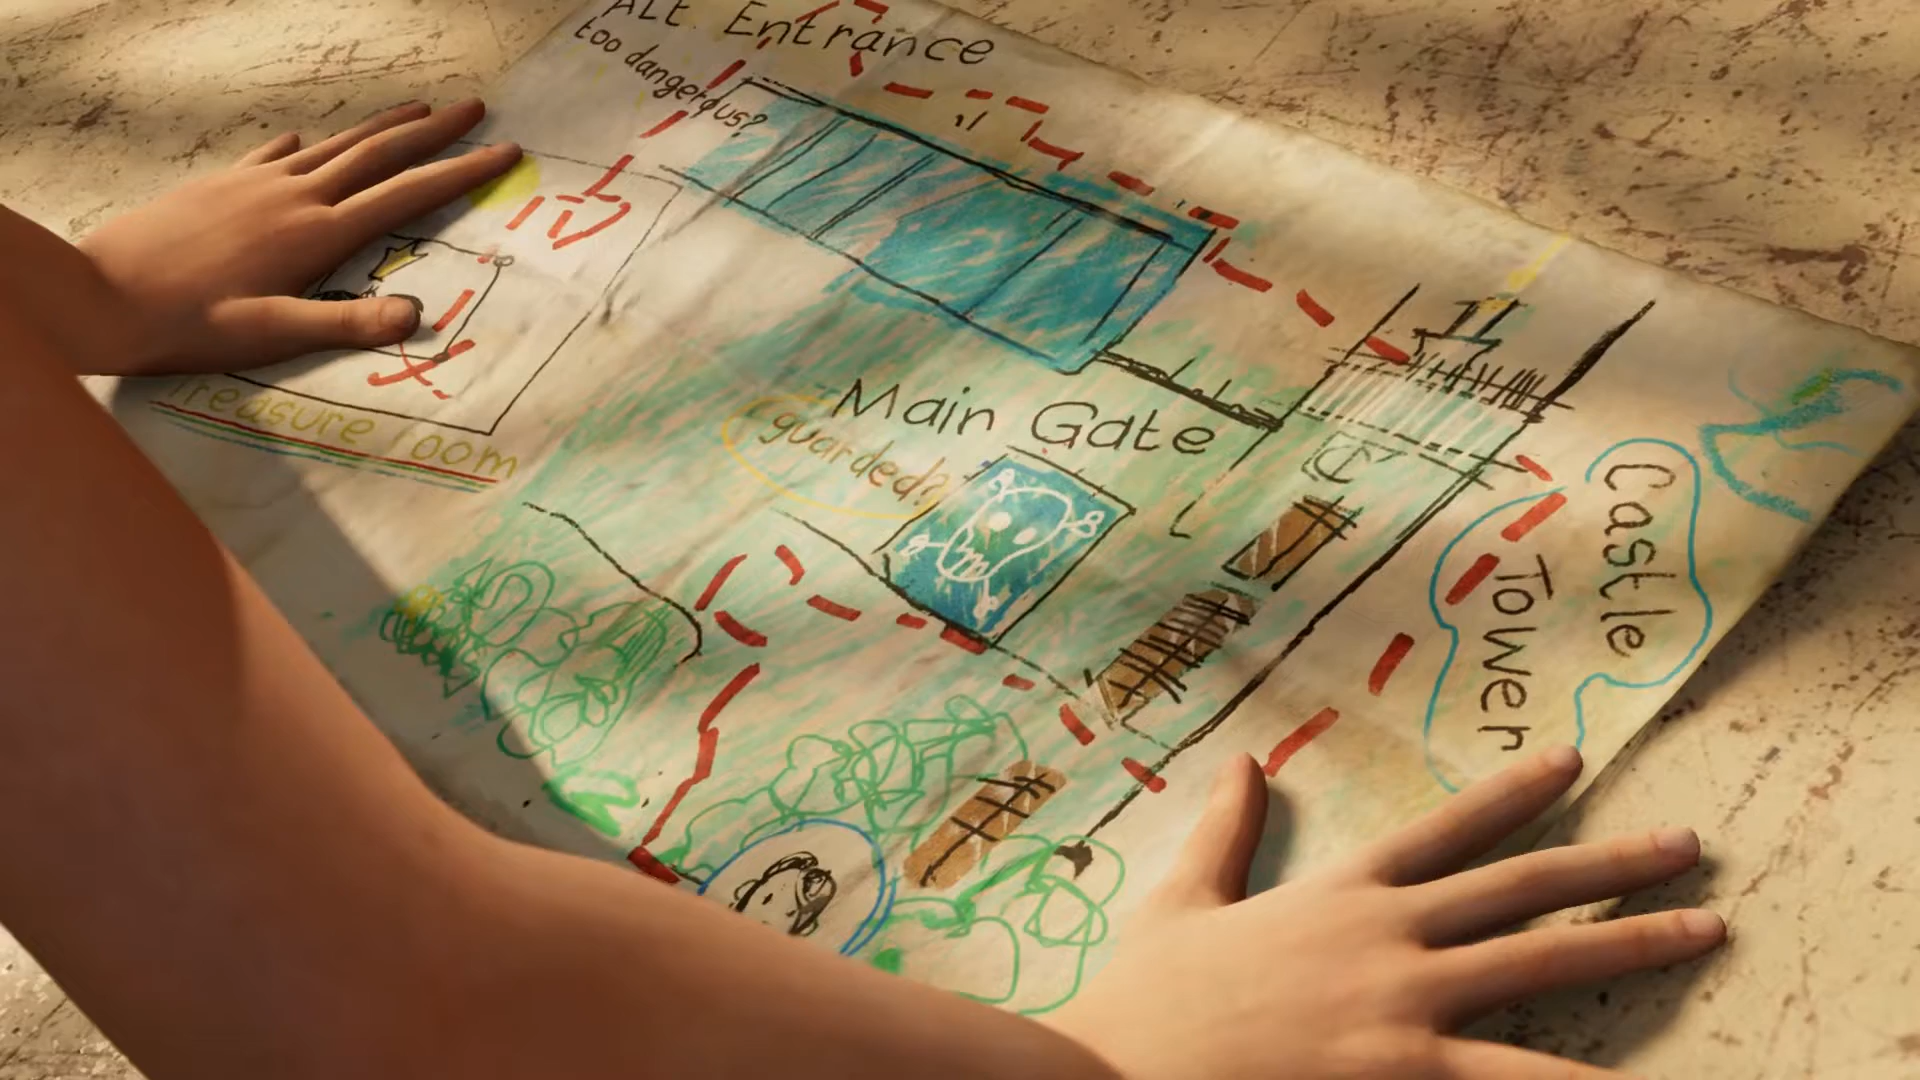 ALt. Entrance
too dangerous?
Main Gate
guarded?
Treasure room
Castle
Tower